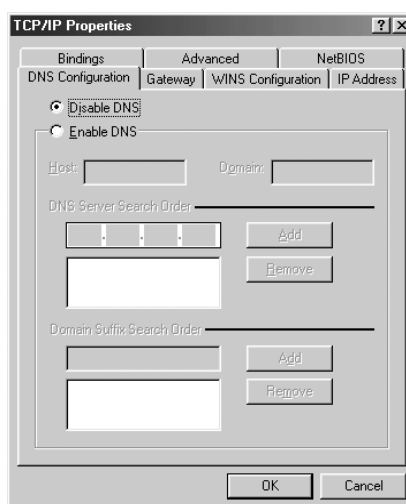 TCP/IP Properties
Bindings Advanced NetBIOS
DNS Configuration Gateway WINS Configuration IP Address
Disable DNS
Enable DNS
Host: Domain:
DNS Server Search Order
Add
Remove
Domain Suffix Search Order
Add
Remove
OK Cancel